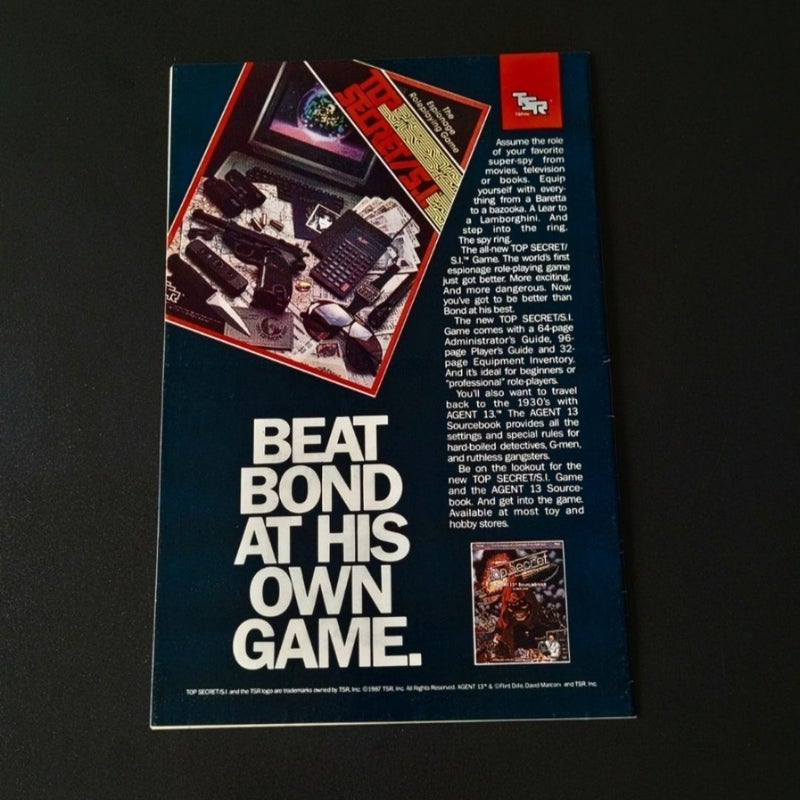 TOP
SECRET/S.I.
The
Espionage
Roleplaying Game
TSR
TSR
Assume the role
of your favorite
super-spy from
movies, television
or books. Equip
yourself with every-
thing from a Baretta
to a bazooka. A Lear to
a Lamborghini. And
step into the ring.
The spy ring.
The all-new TOP SECRET/
S.I.™ Game. The world's first
espionage role-playing game
just got better. More exciting.
And more dangerous. Now
you've got to be better than
Bond at his best.
The new TOP SECRET/S.I.
Game comes with a 64-page
Administrator's Guide, 96-
page Player's Guide and 32-
page Equipment Inventory.
And it's ideal for beginners or
"professional" role-players.
You'll also want to travel
back to the 1930's with
AGENT 13.™ The AGENT 13
Sourcebook provides all the
settings and special rules for
hard-boiled detectives, G-men,
and ruthless gangsters.
Be on the lookout for the
new TOP SECRET/S.I. Game
and the AGENT 13 Source-
book. And get into the game.
Available at most toy and
hobby stores.
BEAT
BOND
AT HIS
OWN
GAME.
Top Secret
TOP SECRET/S.I. and the TSR logo are trademarks owned by TSR, Inc. ©1987 TSR, Inc. All Rights Reserved. AGENT 13™ & ©Flint Dille, David Marconi and TSR, Inc.